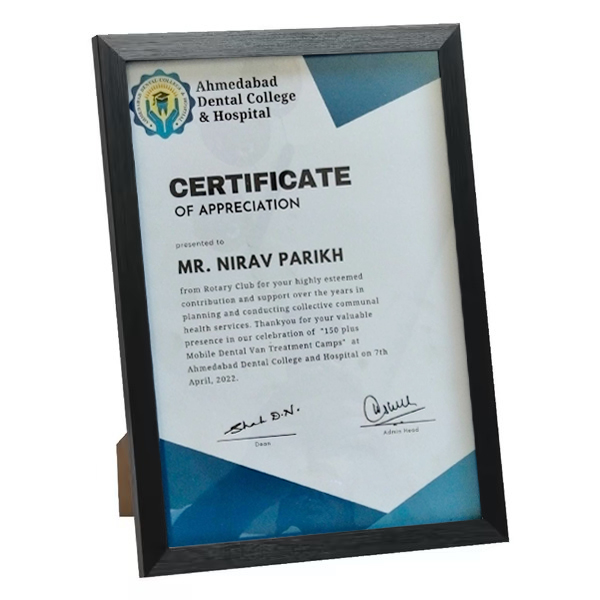 Ahmedabad
Dental College
& Hospital
CERTIFICATE
OF APPRECIATION
presented to
MR. NIRAV PARIKH
from Rotary Club for your highly esteemed
contribution and support over the years in
planning and conducting collective communal
health services. Thankyou for your valuable
presence in our celebration of "150 plus
Mobile Dental Van Treatment Camps" at
Ahmedabad Dental College and Hospital on 7th
April, 2022.
Shah D.N.
Dean
Admin Head